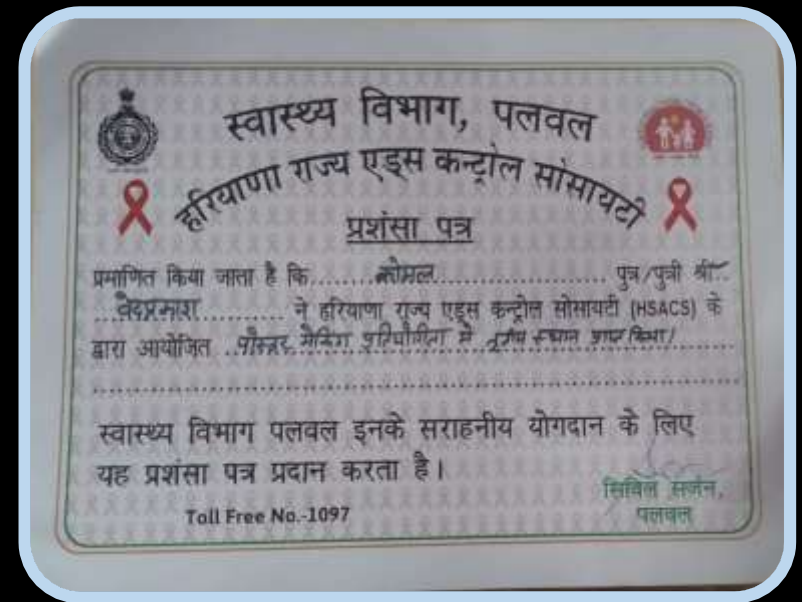 स्वास्थ्य विभाग, पलवल
हरियाणा राज्य एड्स कन्ट्रोल सोसायटी
प्रशंसा पत्र
प्रमाणित किया जाता है कि.......कोमल........................ पुत्र/पुत्री श्री..
...वेदप्रकाश........... ने हरियाणा राज्य एड्स कन्ट्रोल सोसायटी (HSACS) के
द्वारा आयोजित ..पोस्टर मेकिंग प्रतियोगिता में तृतीय स्थान प्राप्त किया।
स्वास्थ्य विभाग पलवल इनके सराहनीय योगदान के लिए
यह प्रशंसा पत्र प्रदान करता है।
सिविल सर्जन,
पलवल
Toll Free No.-1097